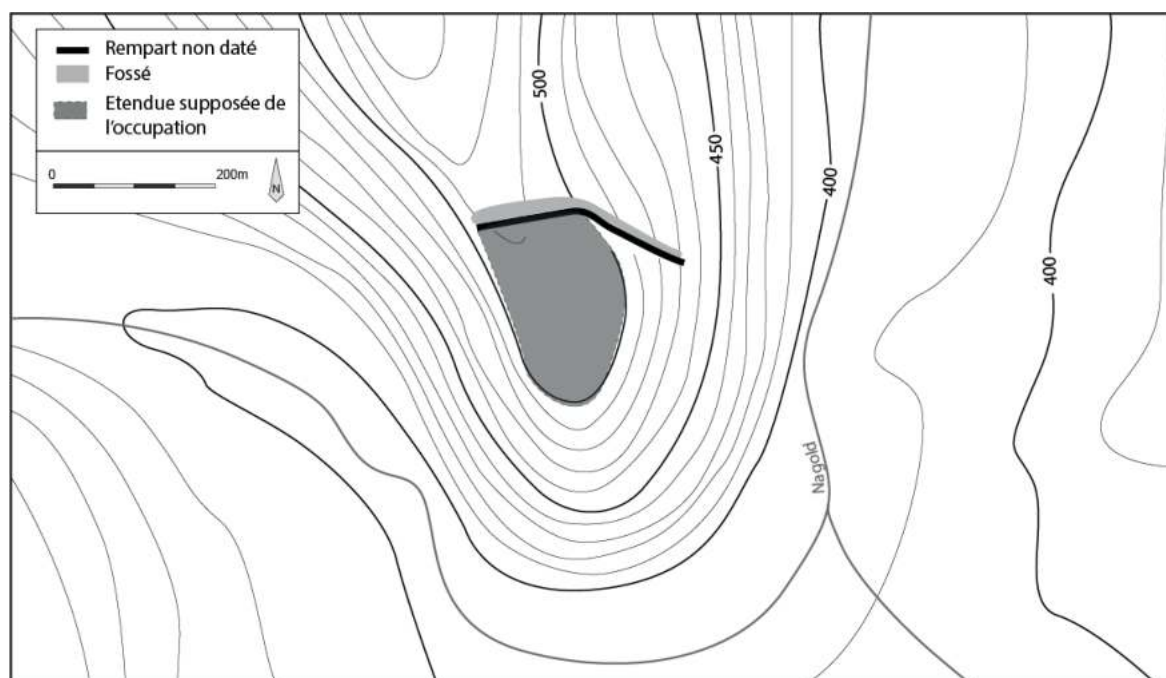 Rempart non daté
Fossé
Etendue supposée de
l'occupation
0
200m
N
500
450
400
400
Nagold